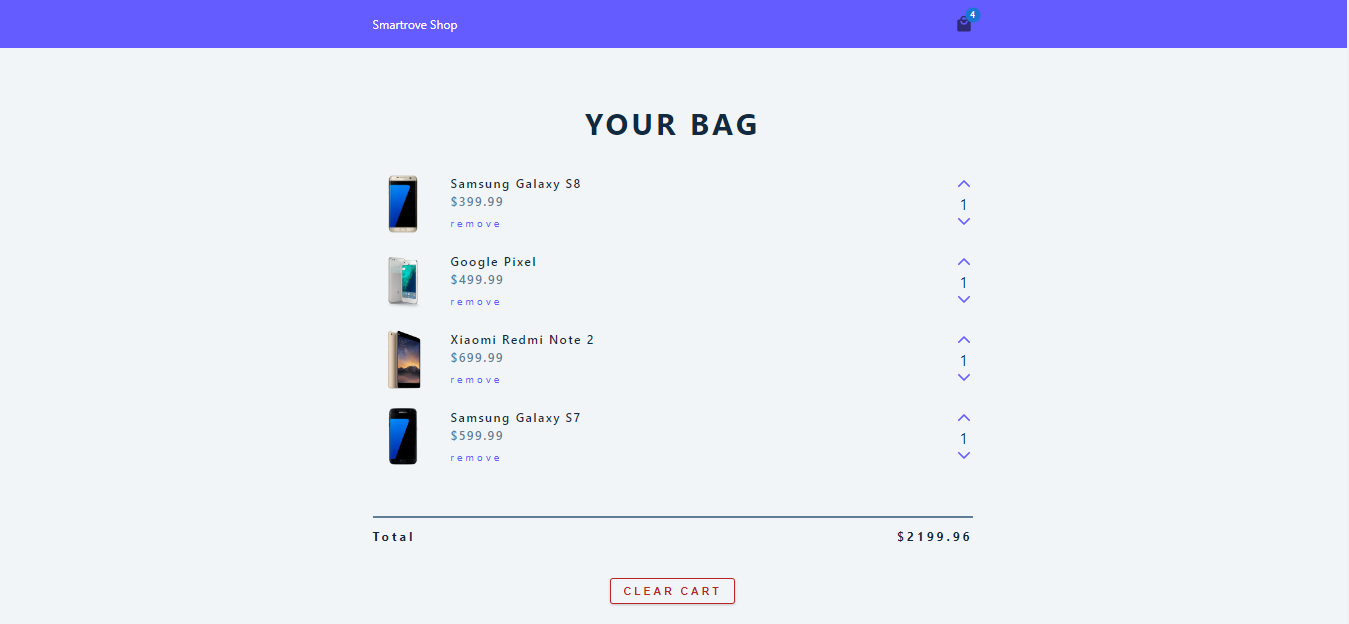 Smartrove Shop
4
YOUR BAG
Samsung Galaxy S8
$399.99
remove
1
Google Pixel
$499.99
remove
1
Xiaomi Redmi Note 2
$699.99
remove
1
Samsung Galaxy S7
$599.99
remove
1
Total $2199.96
CLEAR CART